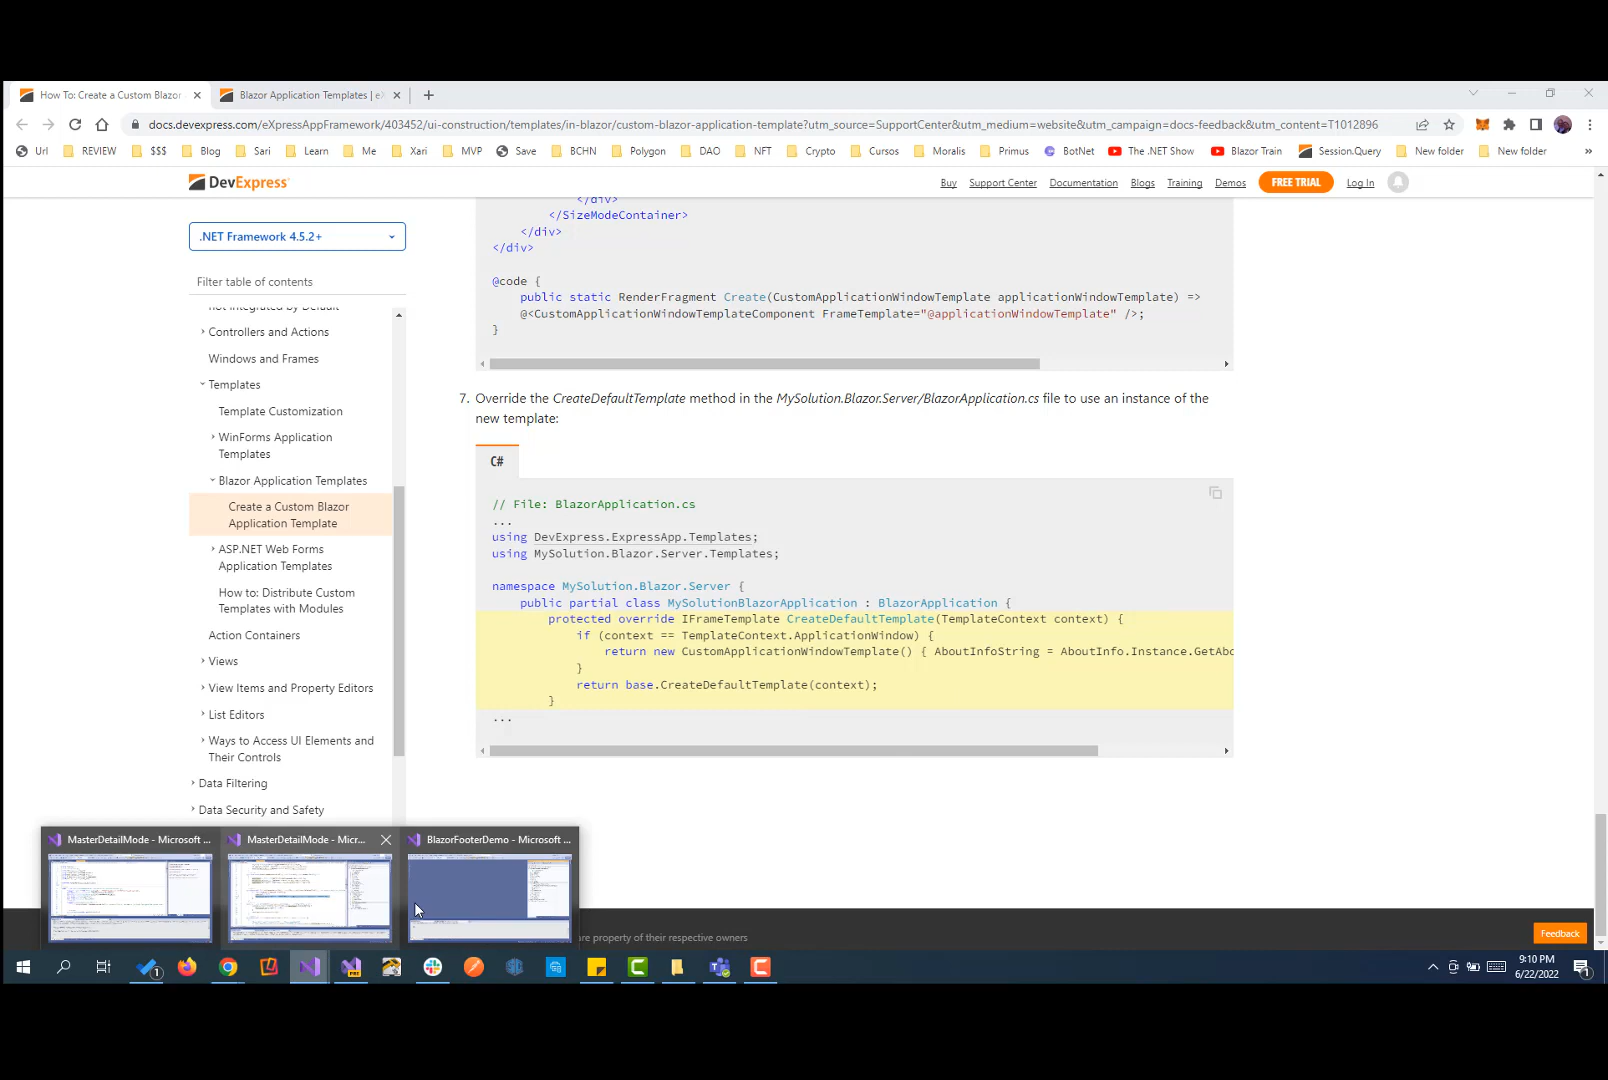 How To: Create a Custom Blazor
Blazor Application Templates | eX
docs.devexpress.com/eXpressAppFramework/403452/ui-construction/templates/in-blazor/custom-blazor-application-template?utm_source=SupportCenter&utm_medium=website&utm_campaign=docs-feedback&utm_content=T1012896
Url REVIEW $$$ Blog Sari Learn Me Xari MVP Save BCHN Polygon DAO NFT Crypto Cursos Moralis Primus BotNet The .NET Show Blazor Train Session.Query New folder New folder »
DevExpress
Buy Support Center Documentation Blogs Training Demos FREE TRIAL Log In
.NET Framework 4.5.2+
Filter table of contents
not Integrated by Default
Controllers and Actions
Windows and Frames
Templates
Template Customization
WinForms Application
Templates
Blazor Application Templates
Create a Custom Blazor
Application Template
ASP.NET Web Forms
Application Templates
How to: Distribute Custom
Templates with Modules
Action Containers
Views
View Items and Property Editors
List Editors
Ways to Access UI Elements and
Their Controls
Data Filtering
Data Security and Safety
</div>
</SizeModeContainer>
</div>
</div>
@code {
public static RenderFragment Create(CustomApplicationWindowTemplate applicationWindowTemplate) =>
@<CustomApplicationWindowTemplateComponent FrameTemplate="@applicationWindowTemplate" />;
}
7. Override the CreateDefaultTemplate method in the MySolution.Blazor.Server/BlazorApplication.cs file to use an instance of the
new template:
C#
// File: BlazorApplication.cs
...
using DevExpress.ExpressApp.Templates;
using MySolution.Blazor.Server.Templates;
namespace MySolution.Blazor.Server {
public partial class MySolutionBlazorApplication : BlazorApplication {
protected override IFrameTemplate CreateDefaultTemplate(TemplateContext context) {
if (context == TemplateContext.ApplicationWindow) {
return new CustomApplicationWindowTemplate() { AboutInfoString = AboutInfo.Instance.GetAbo
}
return base.CreateDefaultTemplate(context);
}
...
MasterDetailMode - Microsoft ...
MasterDetailMode - Micr...
BlazorFooterDemo - Microsoft ...
are property of their respective owners
Feedback
1
PRE
9:10 PM
6/22/2022
1